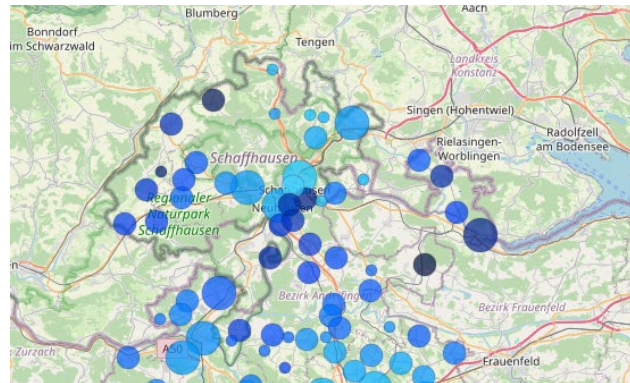 Blumberg
Aach
Bonndorf
im Schwarzwald
Tengen
Landkreis
Konstanz
Singen (Hohentwiel)
Radolfzell
am Bodensee
Rielasingen-
Worblingen
Schaffhausen
Regionaler
Naturpark
Schaffhausen
Bezirk Andelfingen
Bezirk Frauenfeld
A50
Frauenfeld